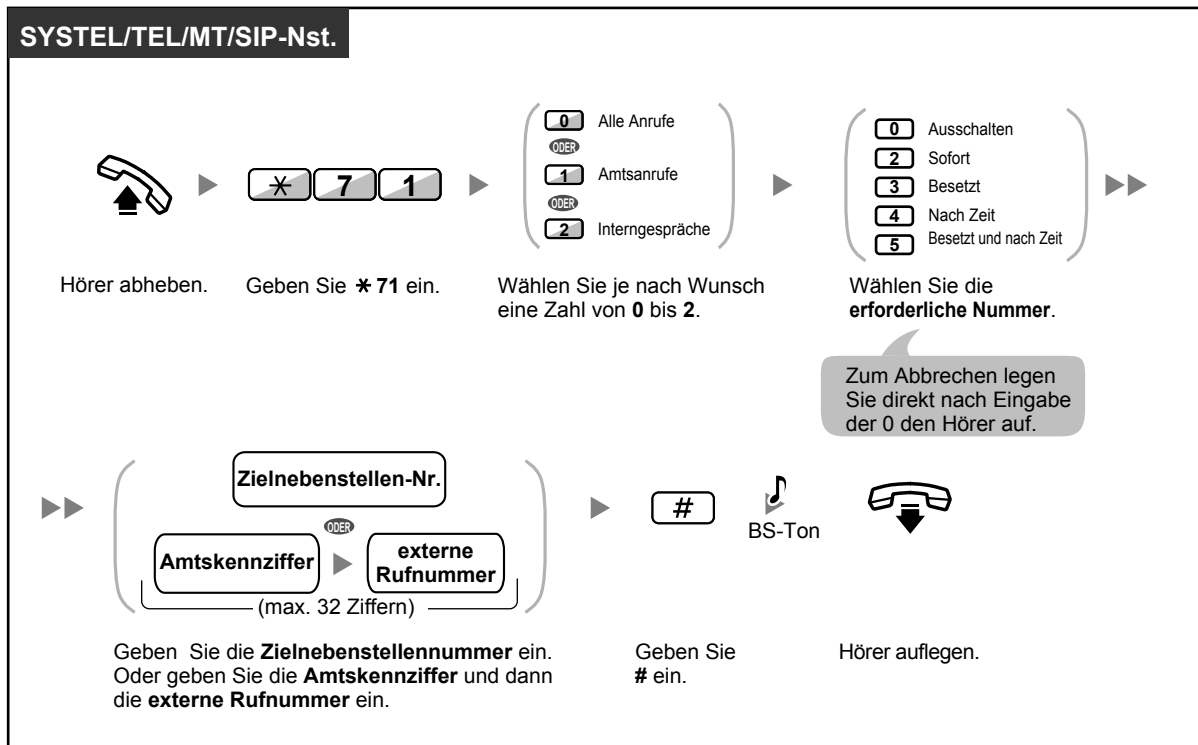 SYSTEL/TEL/MT/SIP-Nst.
0 Alle Anrufe
ODER
1 Amtsanrufe
ODER
2 Interngespräche
0 Ausschalten
2 Sofort
3 Besetzt
4 Nach Zeit
5 Besetzt und nach Zeit
* 7 1
Hörer abheben.
Geben Sie * 71 ein.
Wählen Sie je nach Wunsch
eine Zahl von 0 bis 2.
Wählen Sie die
erforderliche Nummer.
Zum Abbrechen legen
Sie direkt nach Eingabe
der 0 den Hörer auf.
Zielnebenstellen-Nr.
ODER
Amtskennziffer
externe
Rufnummer
(max. 32 Ziffern)
#
BS-Ton
Geben Sie die Zielnebenstellennummer ein.
Oder geben Sie die Amtskennziffer und dann
die externe Rufnummer ein.
Geben Sie
# ein.
Hörer auflegen.